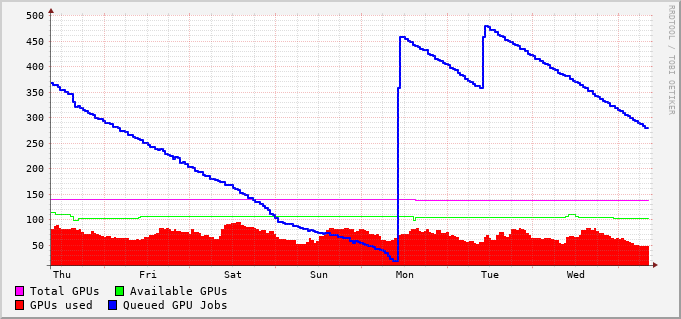 500
450
400
350
300
250
200
150
100
50
Thu Fri Sat Sun Mon Tue Wed
Total GPUs Available GPUs
GPUs used Queued GPU Jobs
RRDTOOL / TOBI OETIKER